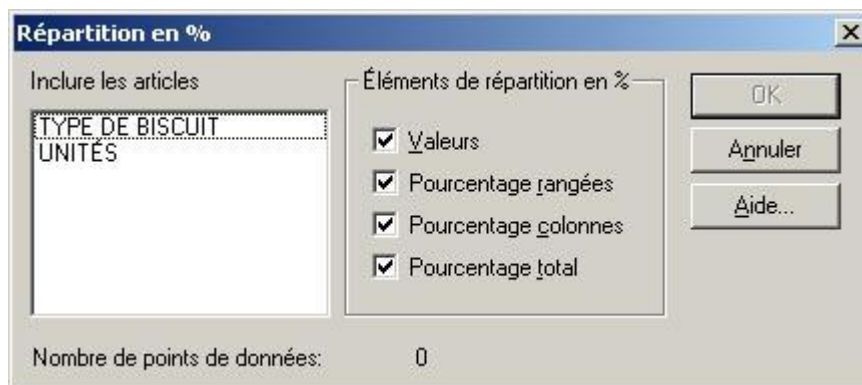 Répartition en %
Inclure les articles
TYPE DE BISCUIT
UNITÉS
Éléments de répartition en %
Valeurs
Pourcentage rangées
Pourcentage colonnes
Pourcentage total
OK
Annuler
Aide...
Nombre de points de données: 0